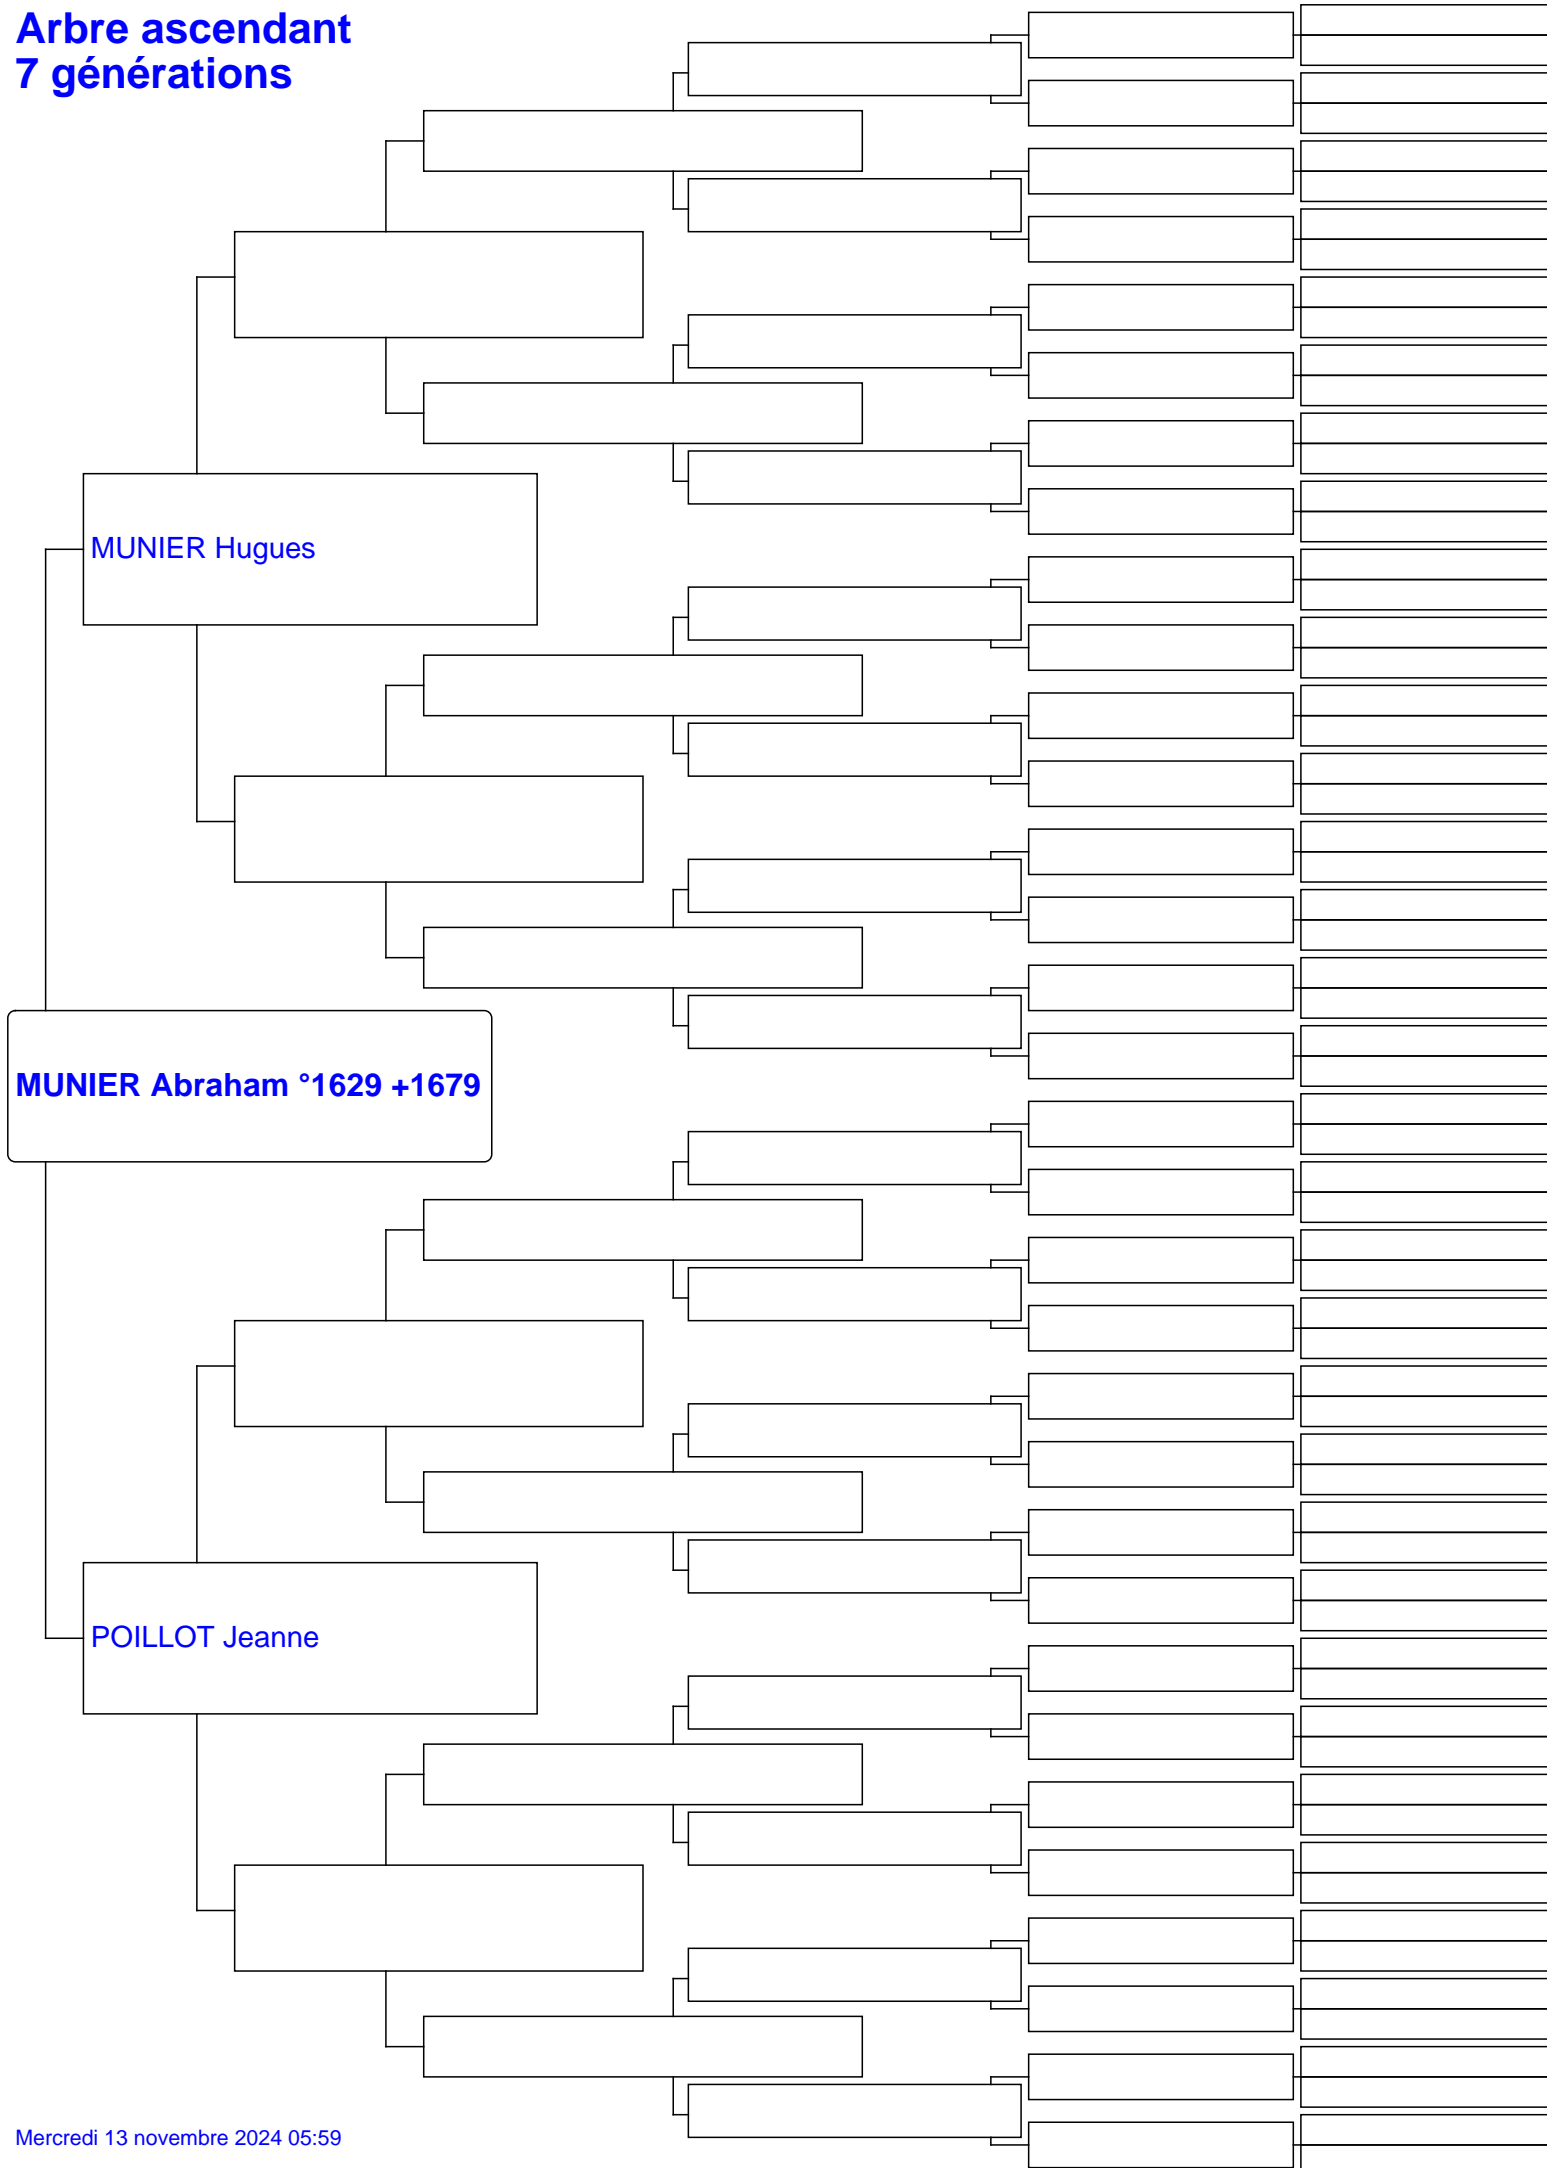 Arbre ascendant
7 générations
MUNIER Hugues
MUNIER Abraham °1629 +1679
POILLOT Jeanne
Mercredi 13 novembre 2024 05:59